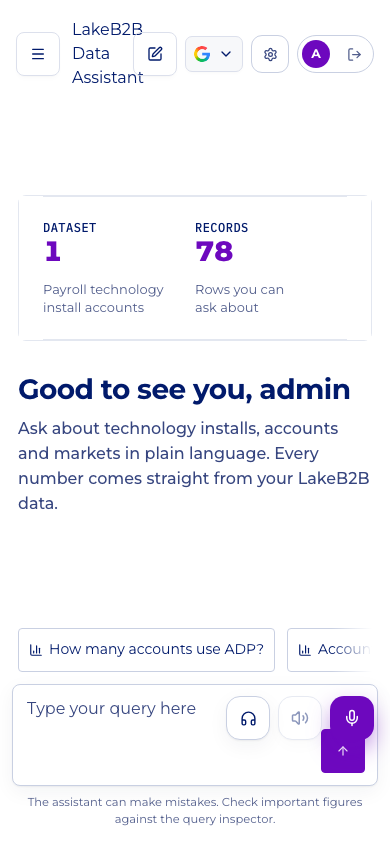 LakeB2B
Data
Assistant
A
DATASET
1
Payroll technology
install accounts
RECORDS
78
Rows you can
ask about
Good to see you, admin
Ask about technology installs, accounts
and markets in plain language. Every
number comes straight from your LakeB2B
data.
How many accounts use ADP?
Accoun
Type your query here
The assistant can make mistakes. Check important figures
against the query inspector.